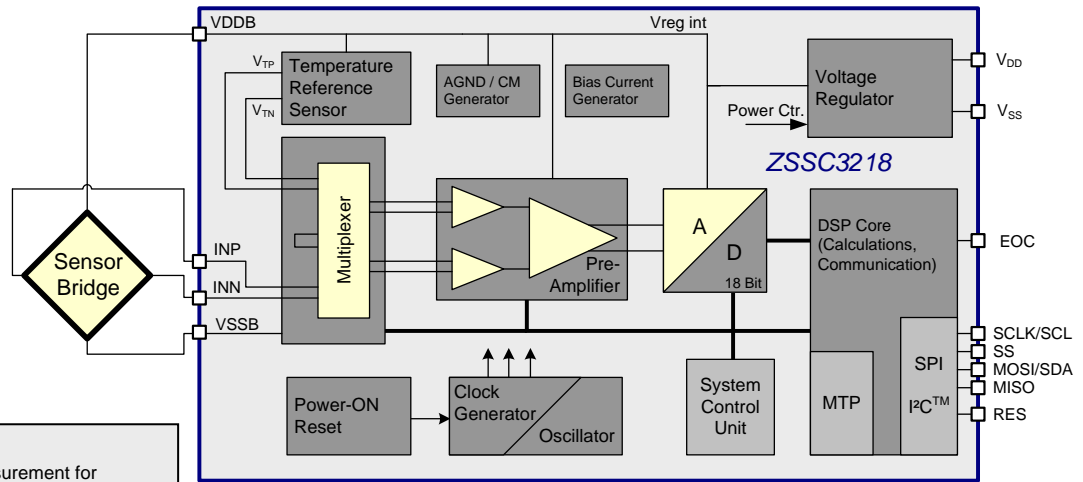 VDDB
Vreg int
VTP
VTN
Temperature
Reference
Sensor
AGND / CM
Generator
Bias Current
Generator
Voltage
Regulator
VDD
VSS
Power Ctr.
ZSSC3218
Multiplexer
Pre-
Amplifier
A
D
18 Bit
DSP Core
(Calculations,
Communication)
EOC
INP
INN
VSSB
Sensor
Bridge
Power-ON
Reset
Clock
Generator
Oscillator
System
Control
Unit
MTP
SPI
I²C™
SCLK/SCL
SS
MOSI/SDA
MISO
RES
surement for